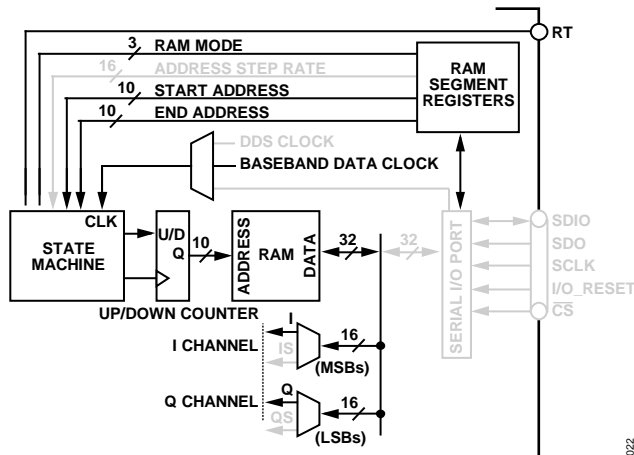 RT
3 RAM MODE
16 ADDRESS STEP RATE
10 START ADDRESS
10 END ADDRESS
RAM
SEGMENT
REGISTERS
DDS CLOCK
BASEBAND DATA CLOCK
CLK
STATE
MACHINE
U/D
Q
10
ADDRESS
RAM
DATA
32
32
SERIAL I/O PORT
SDIO
SDO
SCLK
I/O_RESET
CS
UP/DOWN COUNTER
I CHANNEL
I
IS
16
(MSBs)
Q CHANNEL
Q
QS
16
(LSBs)
022